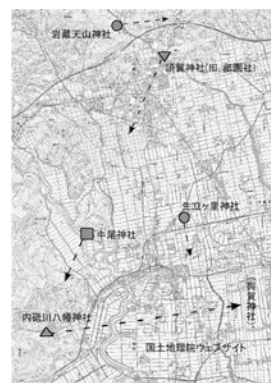 岩蔵天山神社
須賀神社(旧、祇園社)
生立ヶ里神社
牛尾神社
(與賀神社)
内砥川八幡神社
国土地理院ウェブサイト